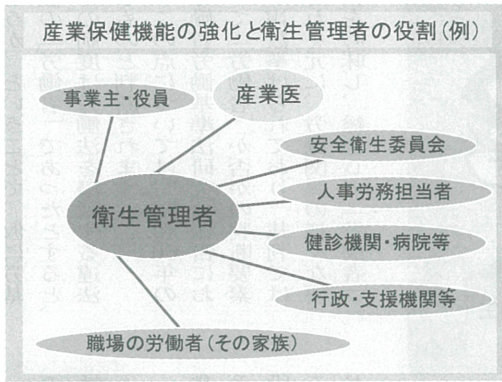 産業保健機能の強化と衛生管理者の役割(例)
事業主・役員
産業医
安全衛生委員会
人事労務担当者
衛生管理者
健診機関・病院等
行政・支援機関等
職場の労働者(その家族)